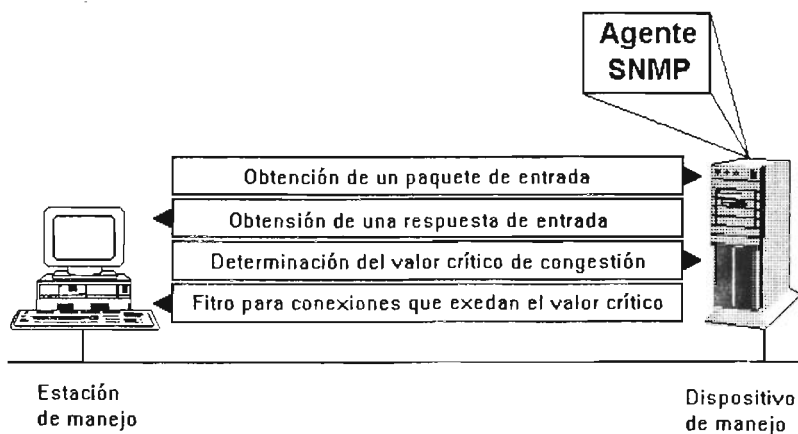 Agente
SNMP
Obtención de un paquete de entrada
Obtensión de una respuesta de entrada
Determinación del valor crítico de congestión
Fitro para conexiones que exedan el valor crítico
Estación
de manejo
Dispositivo
de manejo